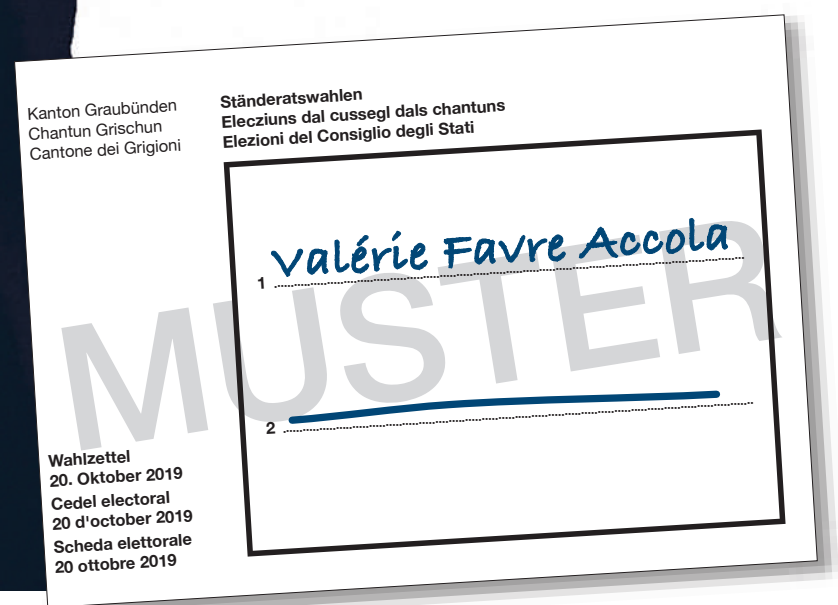 Kanton Graubünden
Chantun Grischun
Cantone dei Grigioni
Ständeratswahlen
Elecziuns dal cussegl dals chantuns
Elezioni del Consiglio degli Stati
1 Valérie Favre Accola
MUSTER
2
Wahlzettel
20. Oktober 2019
Cedel electoral
20 d'october 2019
Scheda elettorale
20 ottobre 2019